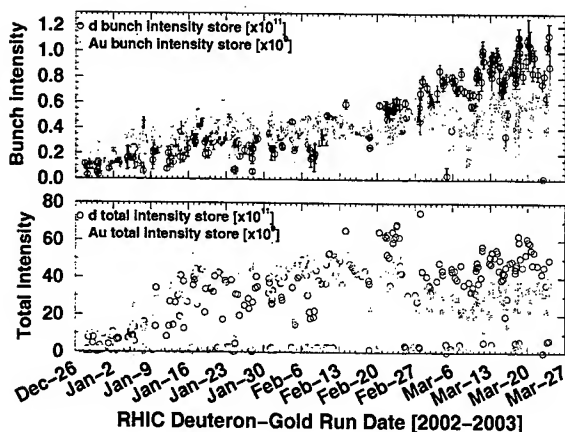 Bunch Intensity
1.2
1.0
0.8
0.6
0.4
0.2
0.0
d bunch intensity store [x10¹¹]
Au bunch intensity store [x10⁹]
Total Intensity
80
60
40
20
0
d total intensity store [x10¹¹]
Au total intensity store [x10⁹]
Dec-26
Jan-2
Jan-9
Jan-16
Jan-23
Jan-30
Feb-6
Feb-13
Feb-20
Feb-27
Mar-6
Mar-13
Mar-20
Mar-27
RHIC Deuteron-Gold Run Date [2002-2003]